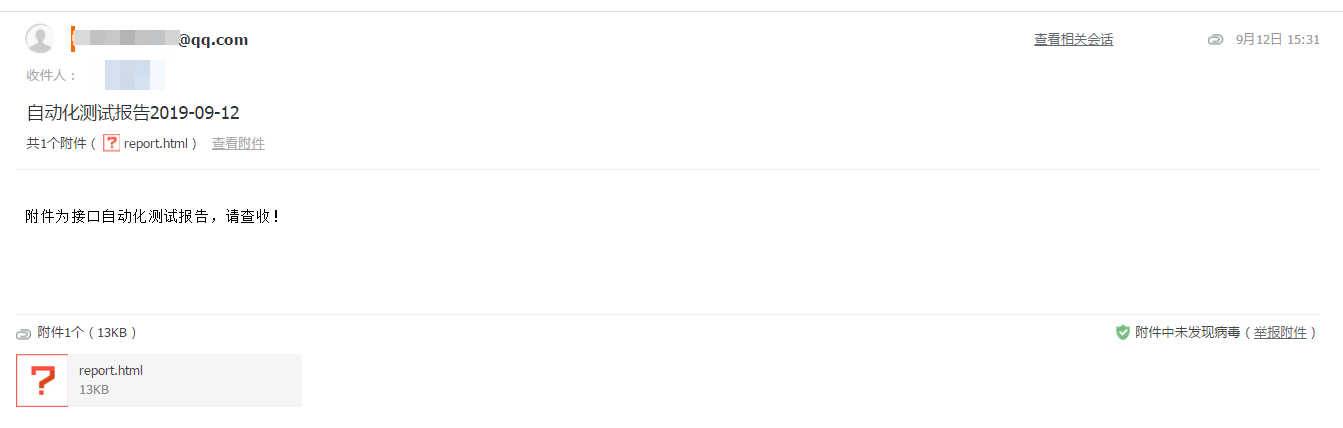 @qq.com 查看相关会话 9月12日 15:31
收件人：
自动化测试报告2019-09-12
共1个附件 ( report.html ) 查看附件
附件为接口自动化测试报告，请查收！
附件1个 ( 13KB ) 附件中未发现病毒 ( 举报附件 )
report.html
13KB